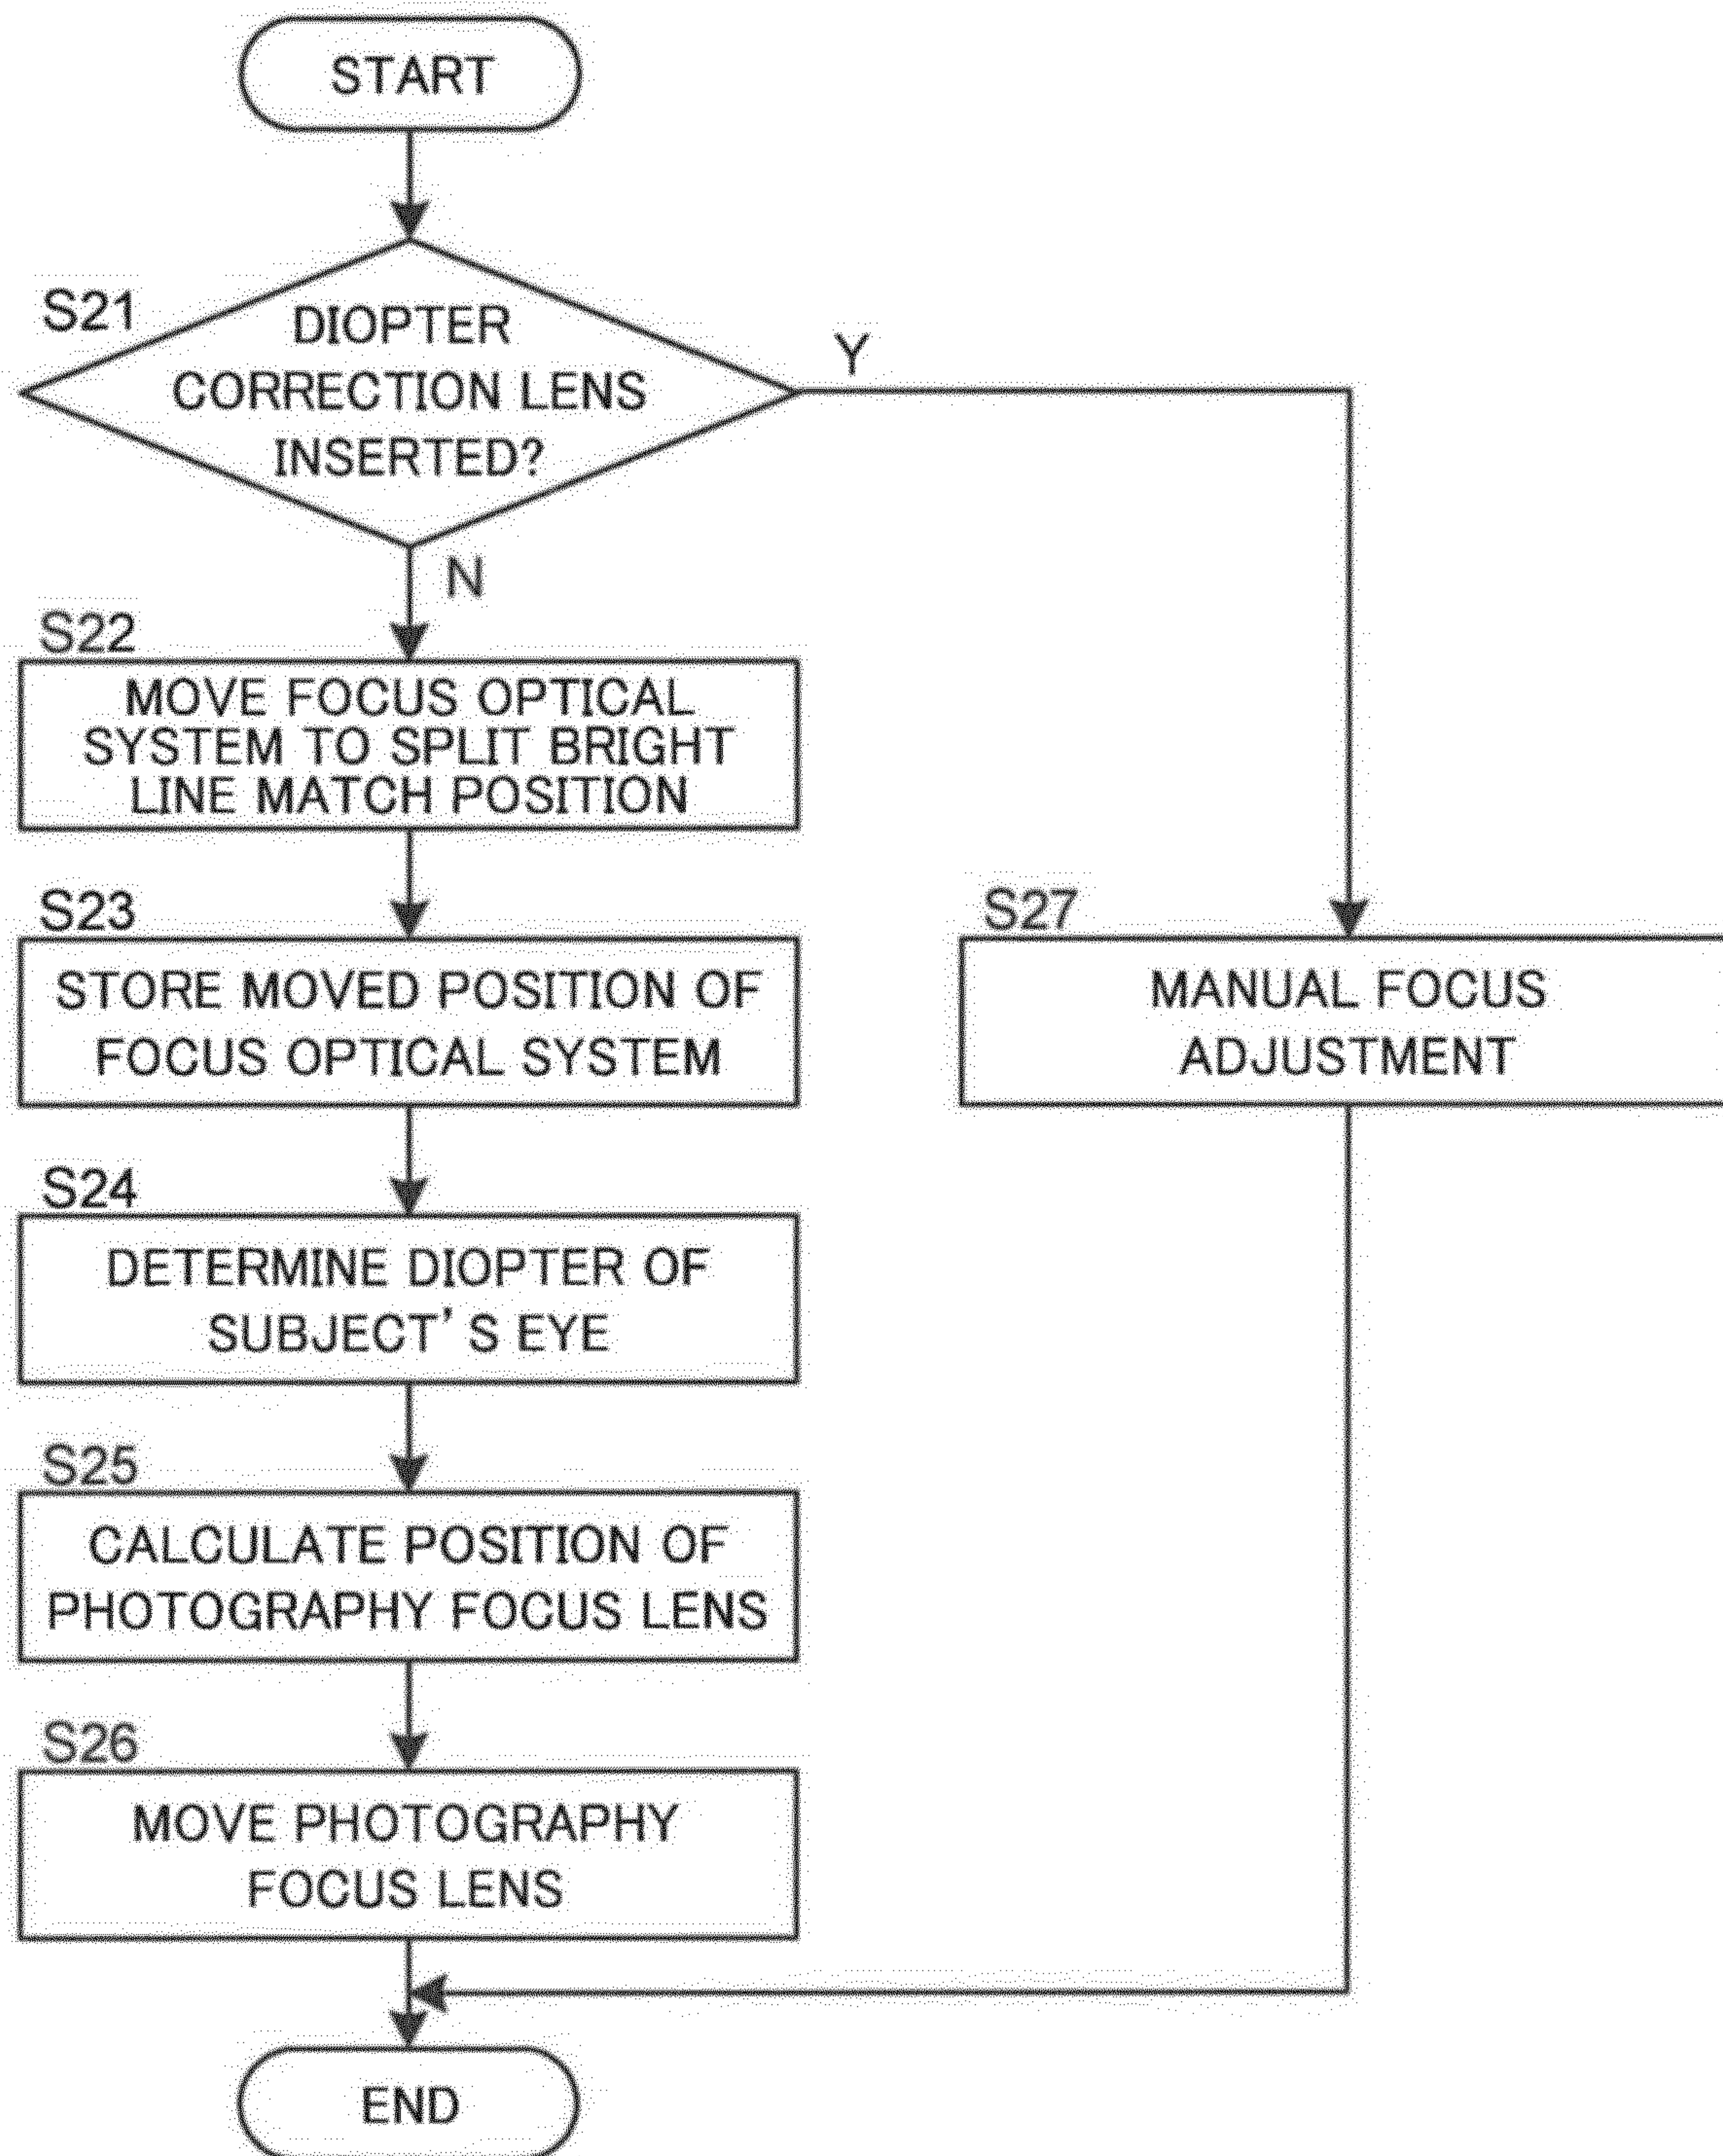 START
S21
DIOPTER
CORRECTION LENS
INSERTED?
Y
N
S22
MOVE FOCUS OPTICAL
SYSTEM TO SPLIT BRIGHT
LINE MATCH POSITION
S23
STORE MOVED POSITION OF
FOCUS OPTICAL SYSTEM
S27
MANUAL FOCUS
ADJUSTMENT
S24
DETERMINE DIOPTER OF
SUBJECT'S EYE
S25
CALCULATE POSITION OF
PHOTOGRAPHY FOCUS LENS
S26
MOVE PHOTOGRAPHY
FOCUS LENS
END